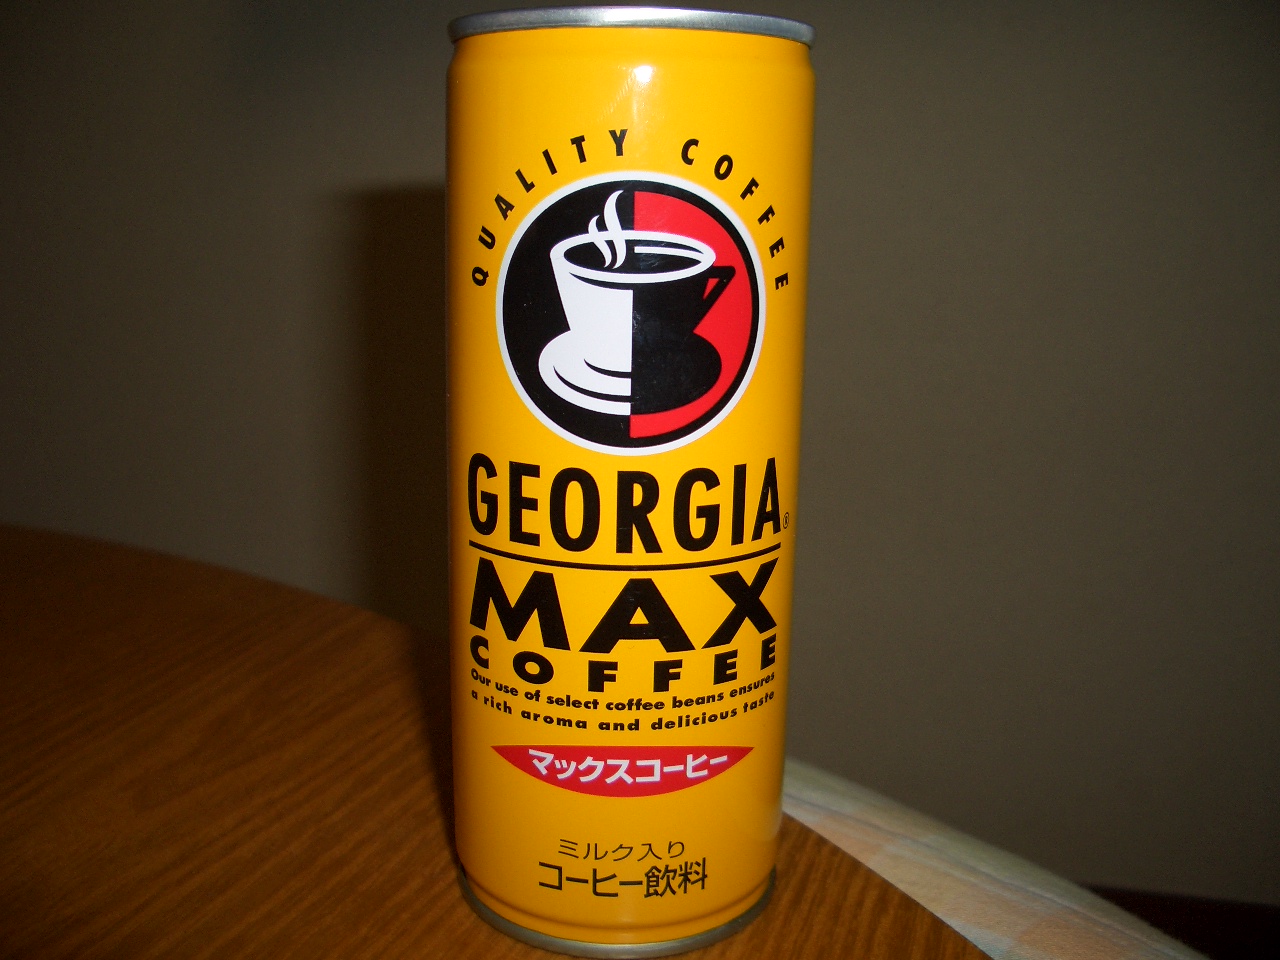 QUALITY COFFEE
GEORGIA®
MAX
COFFEE
Our use of select coffee beans ensures
a rich aroma and delicious taste
マックスコーヒー
ミルク入り
コーヒー飲料